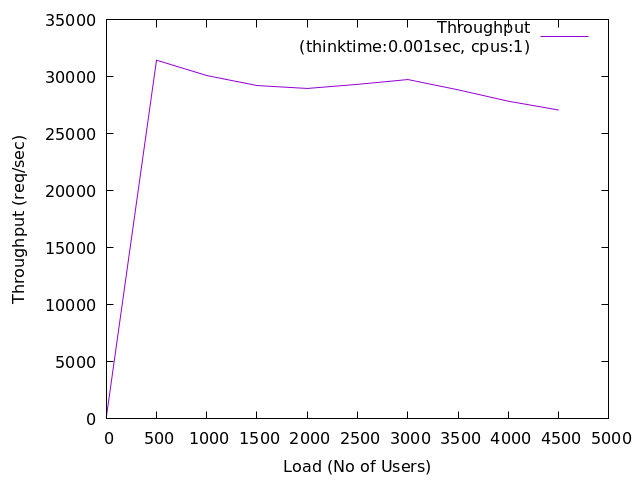 Throughput
(thinktime:0.001sec, cpus:1)
35000
30000
25000
20000
15000
10000
5000
0
Throughput (req/sec)
0 500 1000 1500 2000 2500 3000 3500 4000 4500 5000
Load (No of Users)